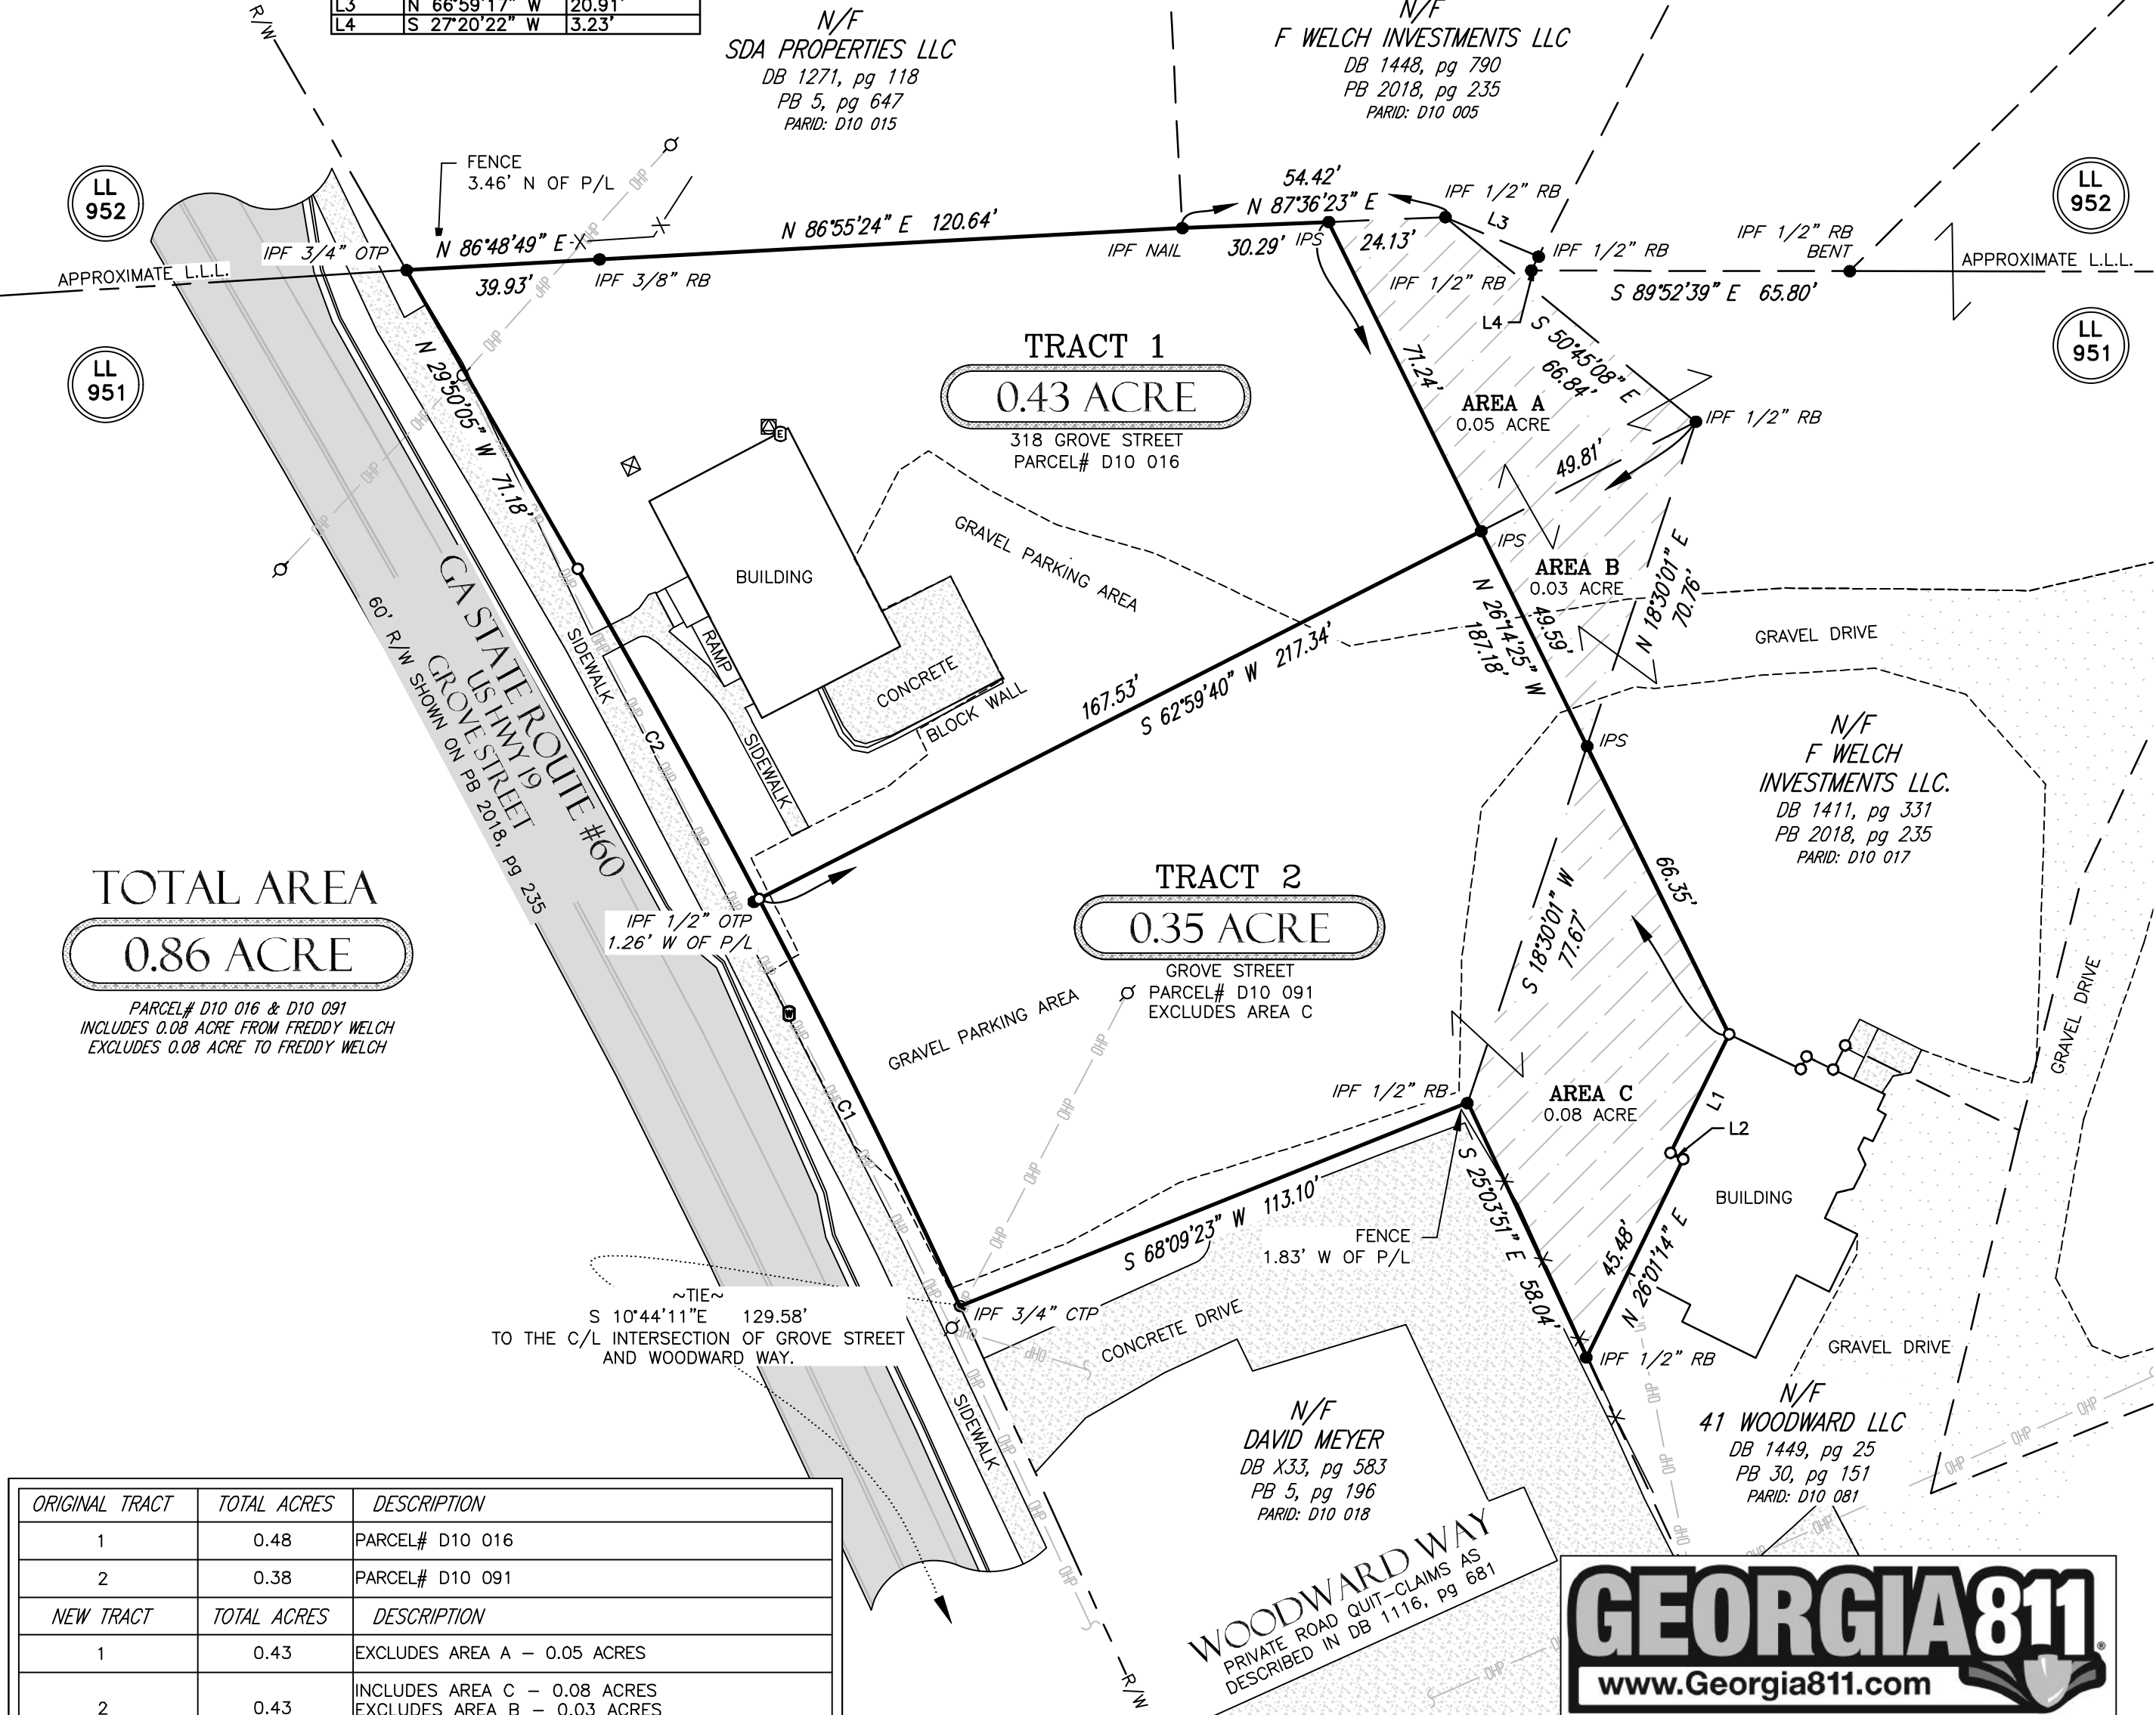 L3 N 66°59'17" W 20.91'
L4 S 27°20'22" W 3.23'
R/W
N/F
SDA PROPERTIES LLC
DB 1271, pg 118
PB 5, pg 647
PARID: D10 015
N/F
F WELCH INVESTMENTS LLC
DB 1448, pg 790
PB 2018, pg 235
PARID: D10 005
LL
952
LL
951
LL
952
LL
951
FENCE
3.46' N OF P/L
IPF 3/4" OTP
APPROXIMATE L.L.L.
N 86°48'49" E
39.93'
IPF 3/8" RB
N 86°55'24" E 120.64'
IPF NAIL
54.42'
N 87°36'23" E
30.29'
IPS
24.13'
IPF 1/2" RB
L3
IPF 1/2" RB
IPF 1/2" RB
L4
IPF 1/2" RB
BENT
APPROXIMATE L.L.L.
S 89°52'39" E 65.80'
S 50°45'08" E
66.84'
IPF 1/2" RB
71.24'
AREA A
0.05 ACRE
49.81'
TRACT 1
0.43 ACRE
318 GROVE STREET
PARCEL# D10 016
N 29°50'05" W 71.18'
OHP
OHP
OHP
OHP
OHP
OHP
E
BUILDING
GRAVEL PARKING AREA
RAMP
CONCRETE
BLOCK WALL
SIDEWALK
SIDEWALK
C2
IPS
AREA B
0.03 ACRE
N 26°14'25" W
187.18'
49.59'
N 18°30'01" E
70.76'
GRAVEL DRIVE
IPS
167.53'
S 62°59'40" W 217.34'
GA STATE ROUTE #60
US HWY 19
GROVE STREET
60' R/W SHOWN ON PB 2018, pg 235
N/F
F WELCH
INVESTMENTS LLC.
DB 1411, pg 331
PB 2018, pg 235
PARID: D10 017
66.35'
TOTAL AREA
0.86 ACRE
PARCEL# D10 016 & D10 091
INCLUDES 0.08 ACRE FROM FREDDY WELCH
EXCLUDES 0.08 ACRE TO FREDDY WELCH
IPF 1/2" OTP
1.26' W OF P/L
W
TRACT 2
0.35 ACRE
GROVE STREET
PARCEL# D10 091
EXCLUDES AREA C
S 18°30'01" W
77.67'
GRAVEL PARKING AREA
GRAVEL DRIVE
OHP
OHP
OHP
OHP
C1
IPF 1/2" RB
AREA C
0.08 ACRE
L1
L2
BUILDING
S 68°09'23" W 113.10'
FENCE
1.83' W OF P/L
S 25°03'51" E 58.04'
45.48'
N 26°01'14" E
IPF 3/4" CTP
~TIE~
S 10°44'11"E 129.58'
TO THE C/L INTERSECTION OF GROVE STREET
AND WOODWARD WAY.
CONCRETE DRIVE
OHP
IPF 1/2" RB
GRAVEL DRIVE
SIDEWALK
N/F
DAVID MEYER
DB X33, pg 583
PB 5, pg 196
PARID: D10 018
N/F
41 WOODWARD LLC
DB 1449, pg 25
PB 30, pg 151
PARID: D10 081
OHP
OHP
OHP
OHP
WOODWARD WAY
PRIVATE ROAD QUIT-CLAIMS AS
DESCRIBED IN DB 1116, pg 681
OHP
R/W
ORIGINAL TRACT TOTAL ACRES DESCRIPTION
1 0.48 PARCEL# D10 016
2 0.38 PARCEL# D10 091
NEW TRACT TOTAL ACRES DESCRIPTION
1 0.43 EXCLUDES AREA A – 0.05 ACRES
2 0.43 INCLUDES AREA C – 0.08 ACRES
EXCLUDES AREA B – 0.03 ACRES
GEORGIA811
www.Georgia811.com